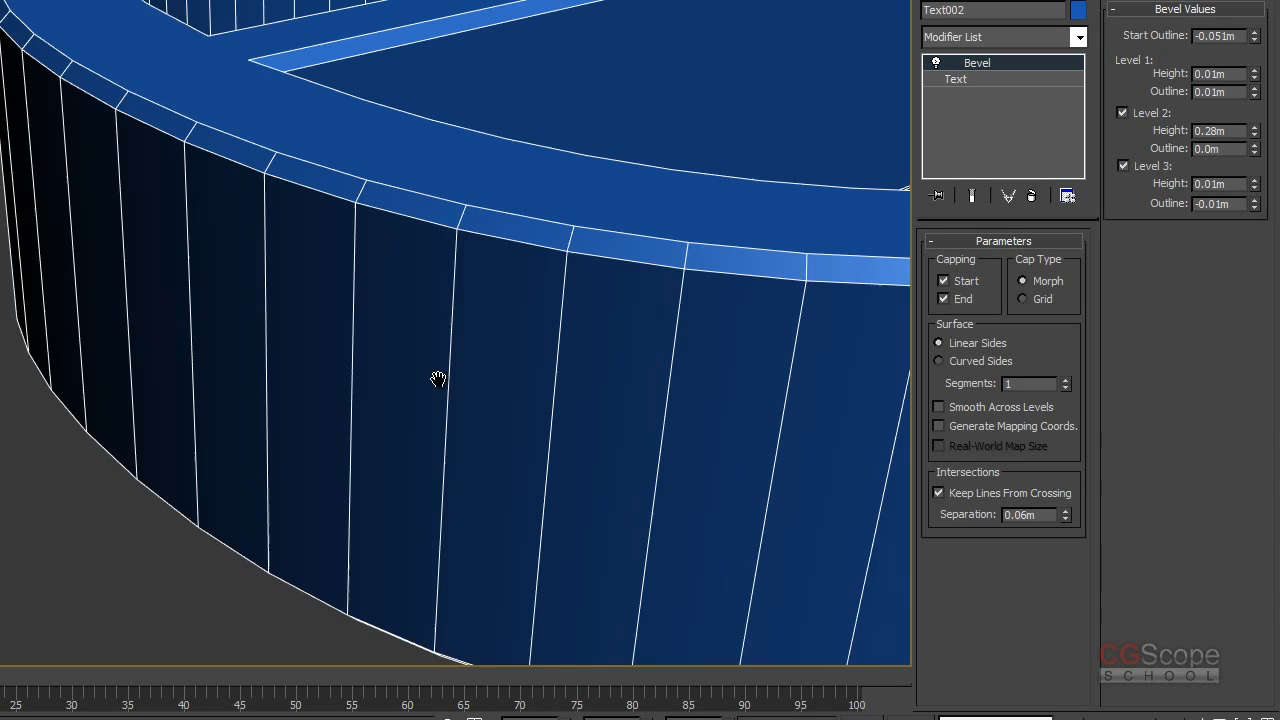 Text002
Modifier List
Bevel
Text
Bevel Values
Start Outline: -0.051m
Level 1:
Height: 0.01m
Outline: 0.01m
Level 2:
Height: 0.28m
Outline: 0.0m
Level 3:
Height: 0.01m
Outline: -0.01m
- Parameters
Capping
Start
End
Cap Type
Morph
Grid
Surface
Linear Sides
Curved Sides
Segments: 1
Smooth Across Levels
Generate Mapping Coords.
Real-World Map Size
Intersections
Keep Lines From Crossing
Separation: 0.06m
CGScope
SCHOOL
25 30 35 40 45 50 55 60 65 70 75 80 85 90 95 100